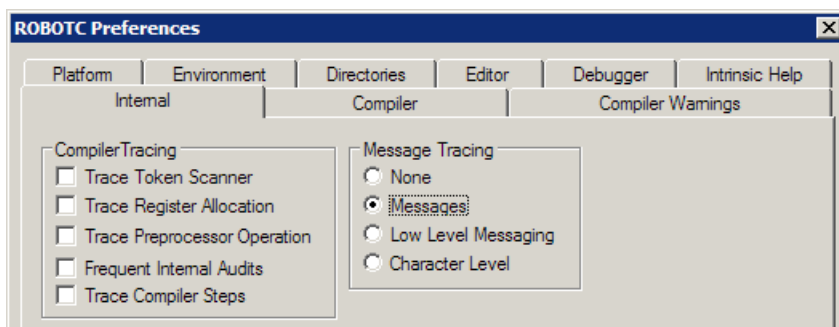 ROBOTC Preferences
Platform Environment Directories Editor Debugger Intrinsic Help
Internal Compiler Compiler Warnings
CompilerTracing
Trace Token Scanner
Trace Register Allocation
Trace Preprocessor Operation
Frequent Internal Audits
Trace Compiler Steps
Message Tracing
None
Messages
Low Level Messaging
Character Level